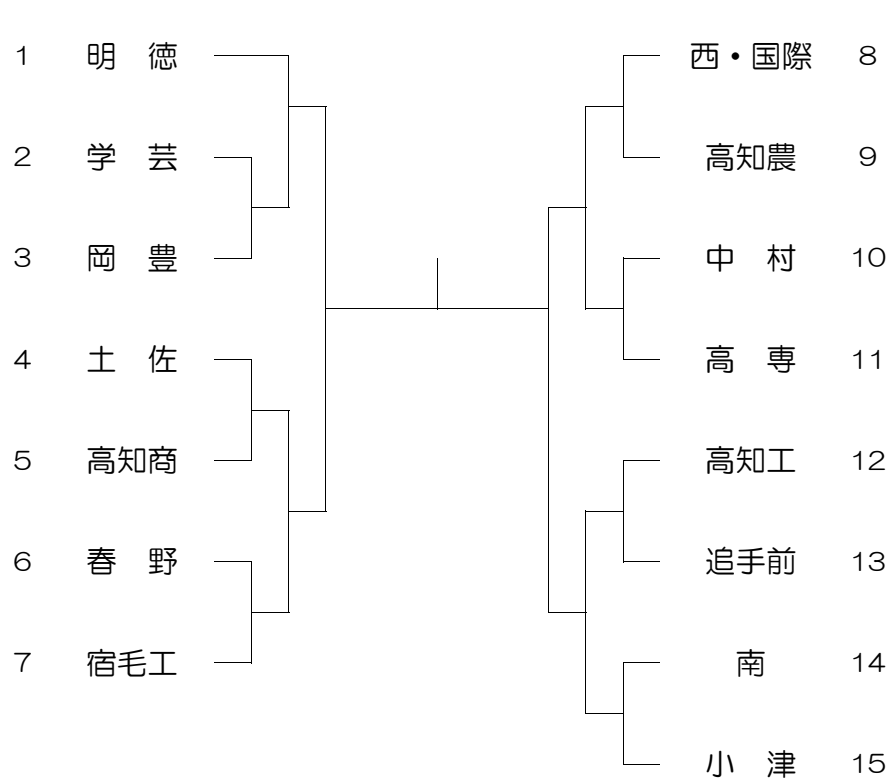 1 明 徳
2 学 芸
3 岡 豊
4 土 佐
5 高知商
6 春 野
7 宿毛工
西・国際 8
高知農 9
中 村 10
高 専 11
高知工 12
追手前 13
南 14
小 津 15